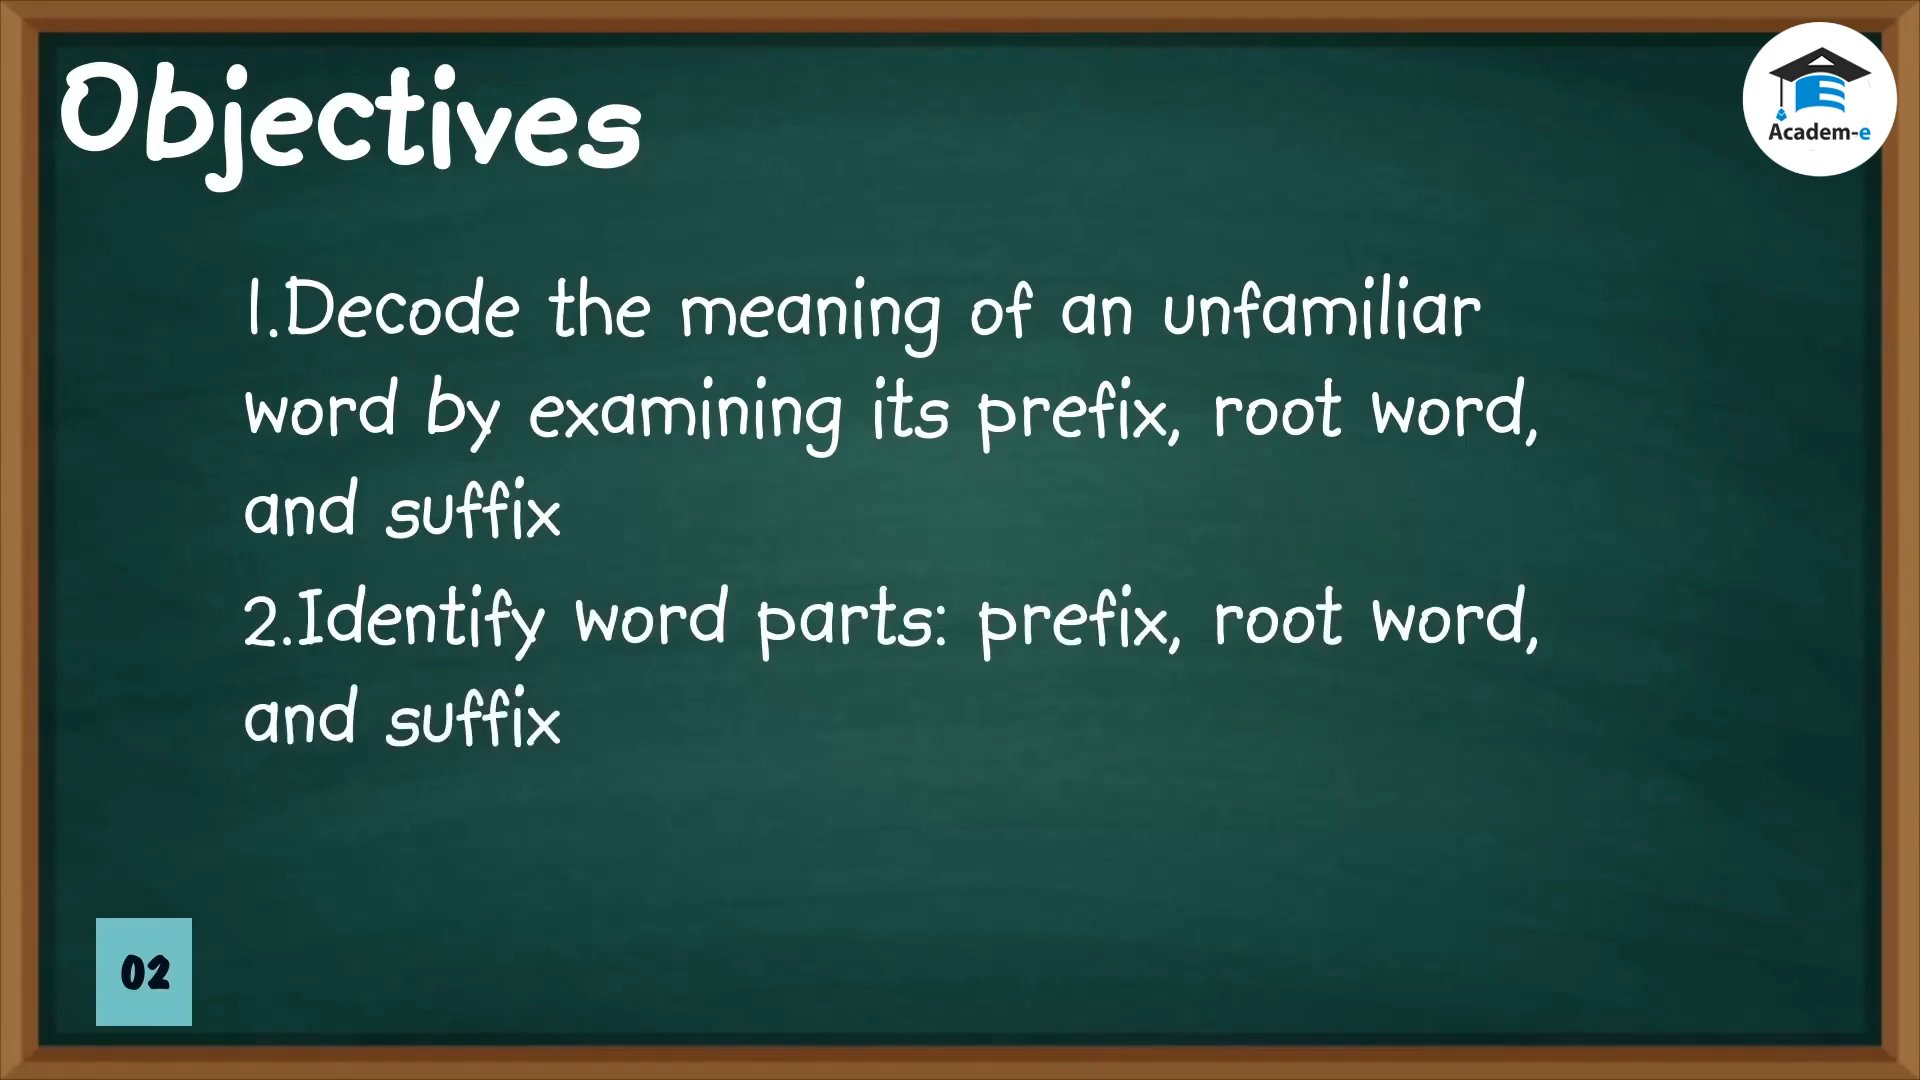 Objectives
Academ-e
1.Decode the meaning of an unfamiliar
word by examining its prefix, root word,
and suffix
2.Identify word parts: prefix, root word,
and suffix
02